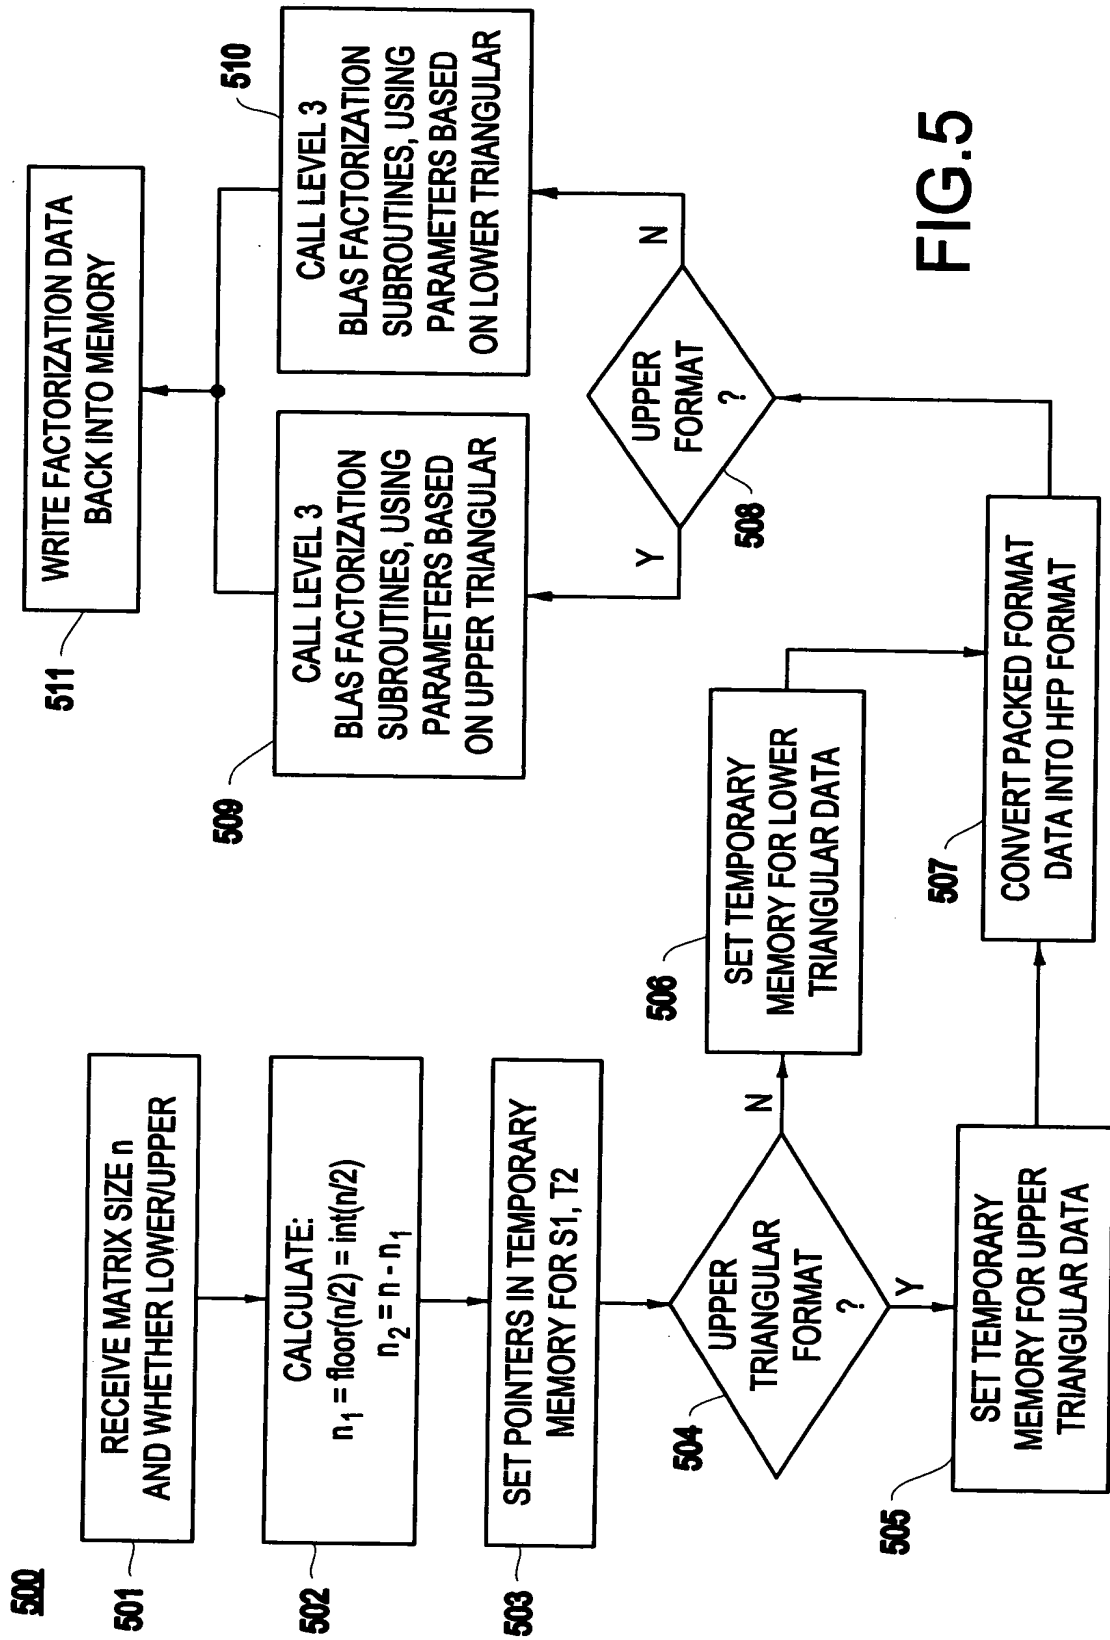 500
501
RECEIVE MATRIX SIZE n
AND WHETHER LOWER/UPPER
502
CALCULATE:
n₁ = floor(n/2) = int(n/2)
n₂ = n - n₁
503
SET POINTERS IN TEMPORARY
MEMORY FOR S1, T2
504
UPPER
TRIANGULAR
FORMAT
?
N
Y
505
SET TEMPORARY
MEMORY FOR UPPER
TRIANGULAR DATA
506
SET TEMPORARY
MEMORY FOR LOWER
TRIANGULAR DATA
507
CONVERT PACKED FORMAT
DATA INTO HFP FORMAT
508
UPPER
FORMAT
?
Y
N
509
CALL LEVEL 3
BLAS FACTORIZATION
SUBROUTINES, USING
PARAMETERS BASED
ON UPPER TRIANGULAR
510
CALL LEVEL 3
BLAS FACTORIZATION
SUBROUTINES, USING
PARAMETERS BASED
ON LOWER TRIANGULAR
511
WRITE FACTORIZATION DATA
BACK INTO MEMORY
FIG.5